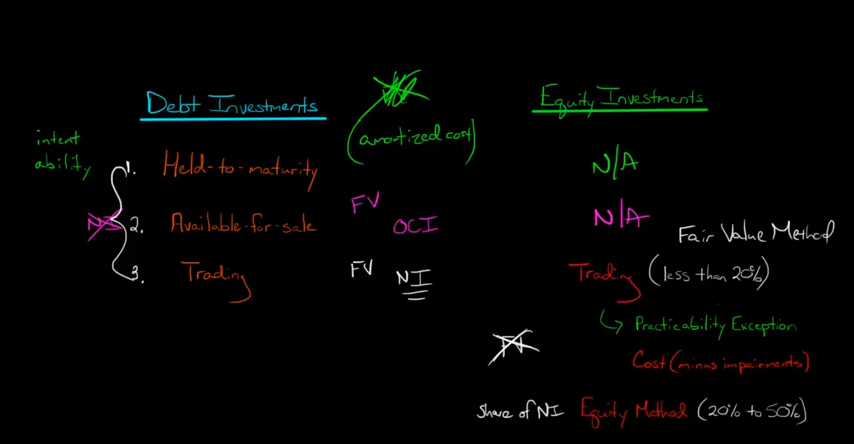 Debt Investments
Equity Investments
(amortized cost)
intent
ability
1. Held-to-maturity
N/A
NI 2. Available-for-sale FV OCI
N/A
Fair Value Method
3. Trading FV NI
Trading (less than 20%)
↳ Practicability Exception
FV
Cost (minus impairments)
share of NI Equity Method (20% to 50%)